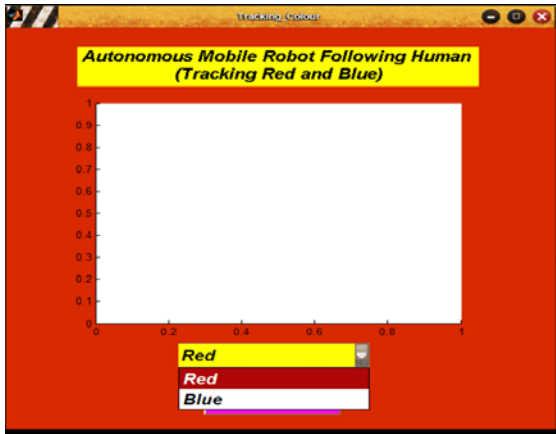 Tracking_Colour
Autonomous Mobile Robot Following Human
(Tracking Red and Blue)
1
0.9
0.8
0.7
0.6
0.5
0.4
0.3
0.2
0.1
0
0 0.2 0.4 0.6 0.8 1
Red
Red
Blue